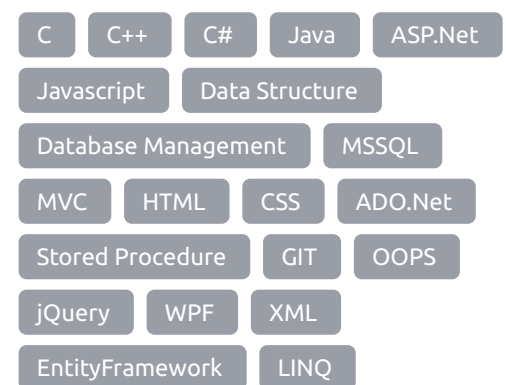 C C++ C# Java ASP.Net
Javascript Data Structure
Database Management MSSQL
MVC HTML CSS ADO.Net
Stored Procedure GIT OOPS
jQuery WPF XML
EntityFramework LINQ